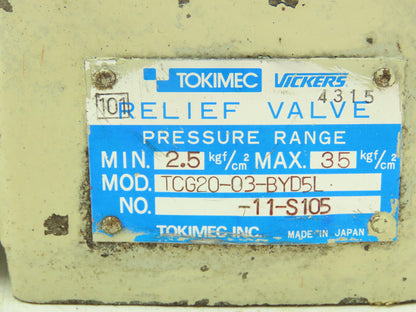 TOKIMEC VICKERS
4315
101
RELIEF VALVE
PRESSURE RANGE
MIN. 2.5 kgf/cm² MAX. 35 kgf/cm²
MOD. TCG20-03-BYD5L
NO. -11-S105
TOKIMEC INC. MADE IN JAPAN